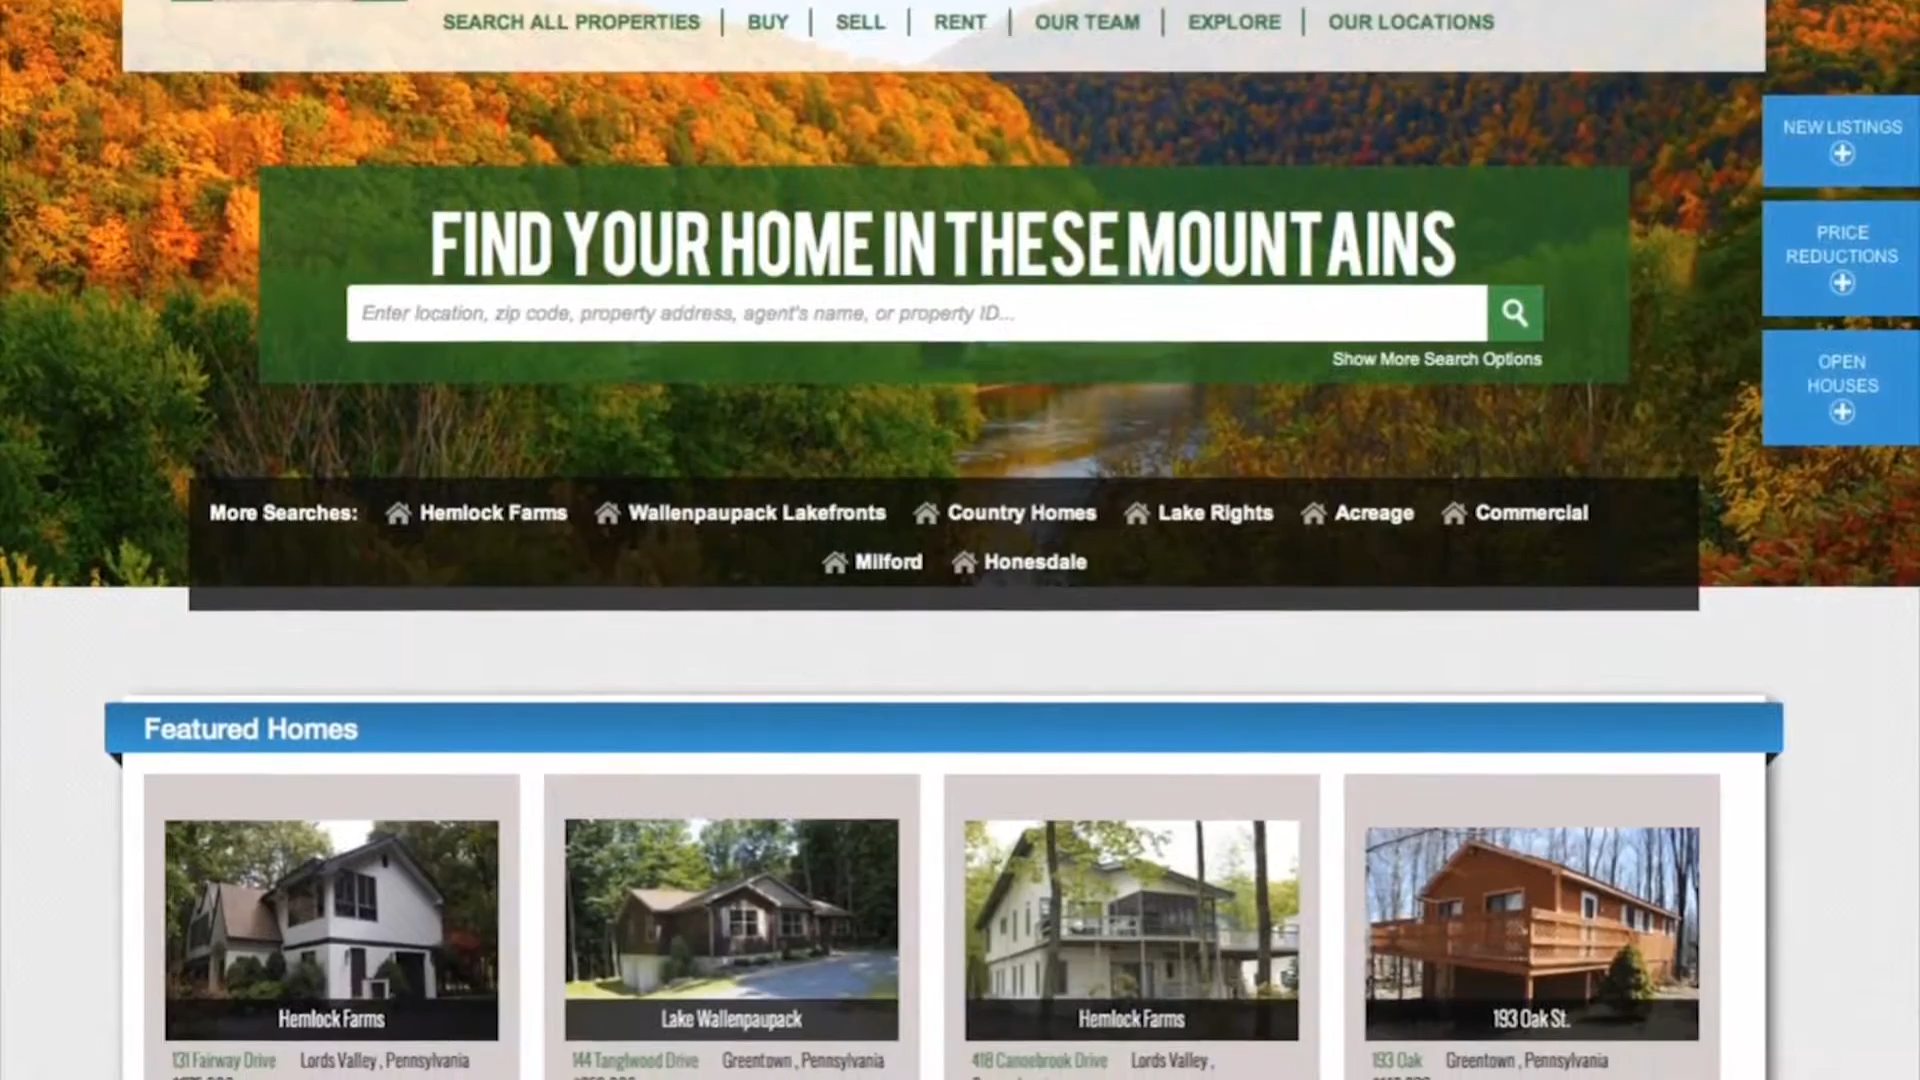 SEARCH ALL PROPERTIES | BUY | SELL | RENT | OUR TEAM | EXPLORE | OUR LOCATIONS
NEW LISTINGS
PRICE
REDUCTIONS
OPEN
HOUSES
FIND YOUR HOME IN THESE MOUNTAINS
Enter location, zip code, property address, agent's name, or property ID...
Show More Search Options
More Searches: Hemlock Farms Wallenpaupack Lakefronts Country Homes Lake Rights Acreage Commercial
Milford Honesdale
Featured Homes
Hemlock Farms
131 Fairway Drive Lords Valley , Pennsylvania
Lake Wallenpaupack
144 Tanglwood Drive Greentown , Pennsylvania
Hemlock Farms
418 Canoebrook Drive Lords Valley ,
193 Oak St.
193 Oak Greentown , Pennsylvania